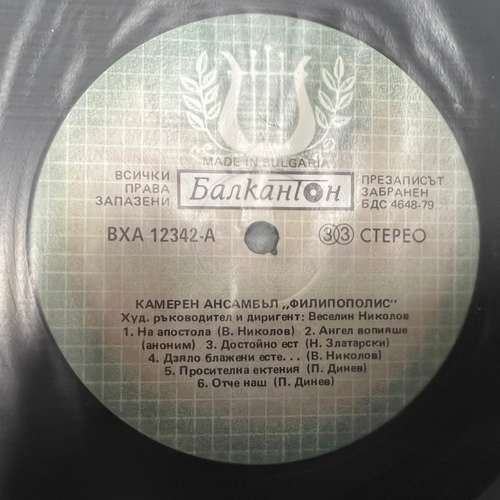 MADE IN BULGARIA
ВСИЧКИ ПРАВА ЗАПАЗЕНИ
Балкантон
ПРЕЗАПИСЪТ ЗАБРАНЕН БДС 4648-79
ВХА 12342-А
33 СТЕРЕО
КАМЕРЕН АНСАМБЪЛ „ФИЛИПОПОЛИС"
Худ. ръководител и диригент: Веселин Николов
1. На апостола (В. Николов) 2. Ангел вопияше
(аноним) 3. Достойно ест (Н. Златарски)
4. Дзяло блажени есте... (В. Николов)
5. Просителна ектения (П. Динев)
6. Отче наш (П. Динев)